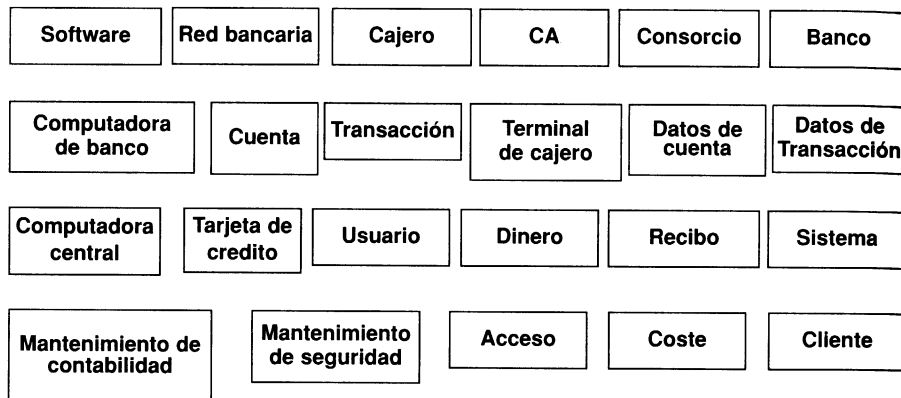 Software Red bancaria Cajero CA Consorcio Banco
Computadora de banco Cuenta Transacción Terminal de cajero Datos de cuenta Datos de Transacción
Computadora central Tarjeta de credito Usuario Dinero Recibo Sistema
Mantenimiento de contabilidad Mantenimiento de seguridad Acceso Coste Cliente